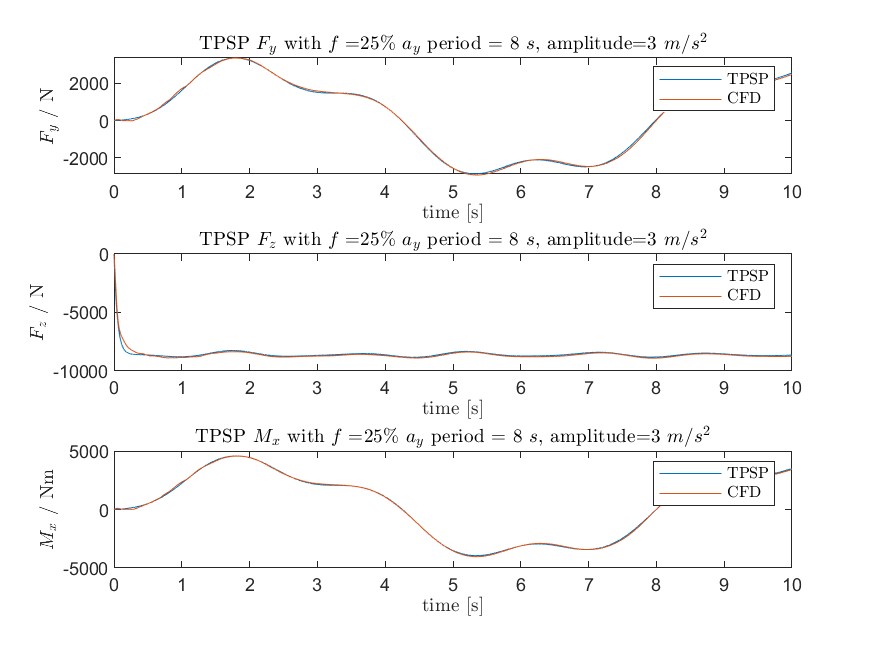 TPSP F_y with f =25% a_y period = 8 s, amplitude=3 m/s²
F_y / N
2000
0
-2000
TPSP
CFD
0 1 2 3 4 5 6 7 8 9 10
time [s]
TPSP F_z with f =25% a_y period = 8 s, amplitude=3 m/s²
F_z / N
0
-5000
-10000
TPSP
CFD
0 1 2 3 4 5 6 7 8 9 10
time [s]
TPSP M_x with f =25% a_y period = 8 s, amplitude=3 m/s²
M_x / Nm
5000
0
-5000
TPSP
CFD
0 1 2 3 4 5 6 7 8 9 10
time [s]